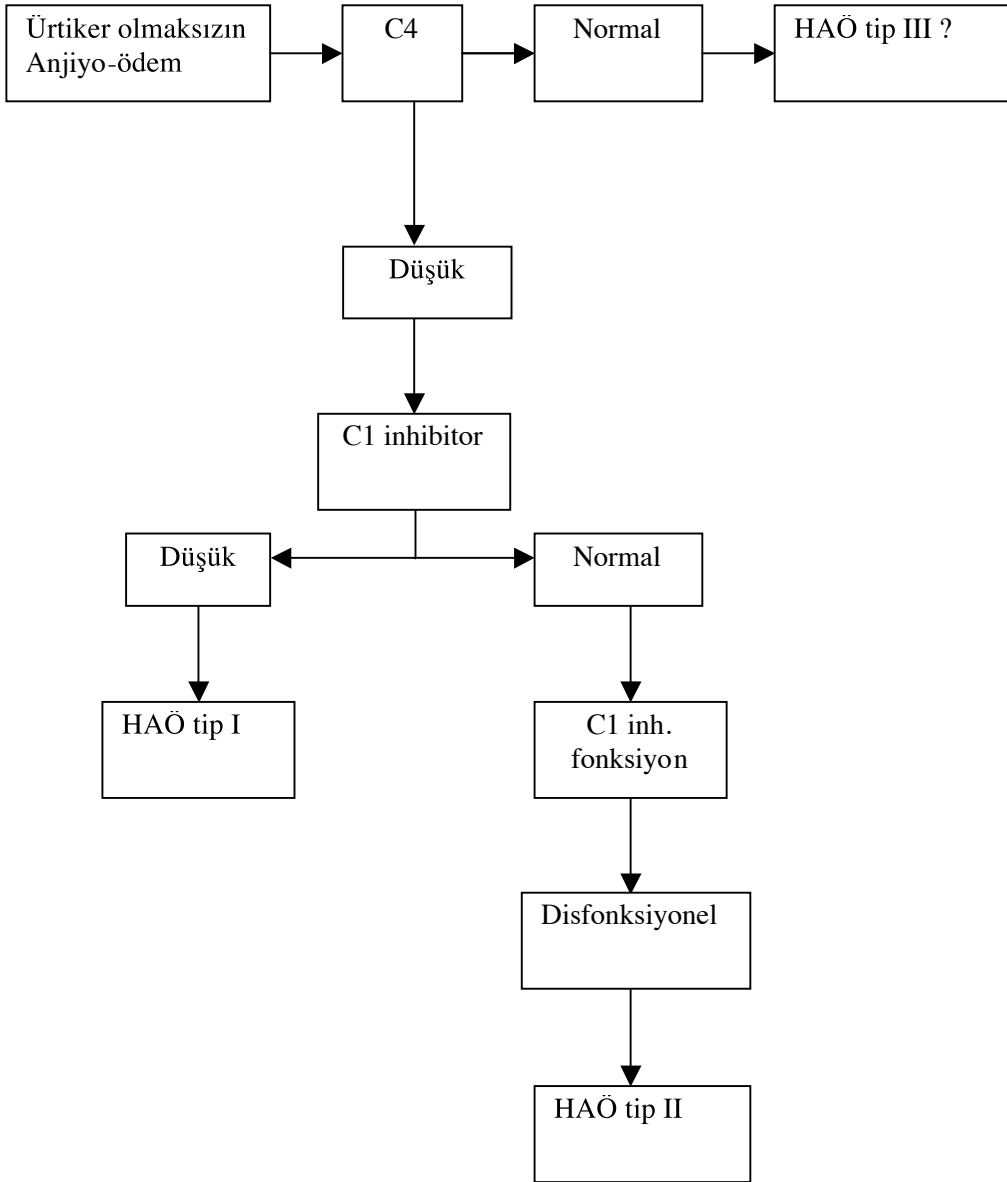 Ürtiker olmaksızın
Anjiyo-ödem
C4
Normal
HAÖ tip III ?
Düşük
C1 inhibitor
Düşük
Normal
HAÖ tip I
C1 inh.
fonksiyon
Disfonksiyonel
HAÖ tip II